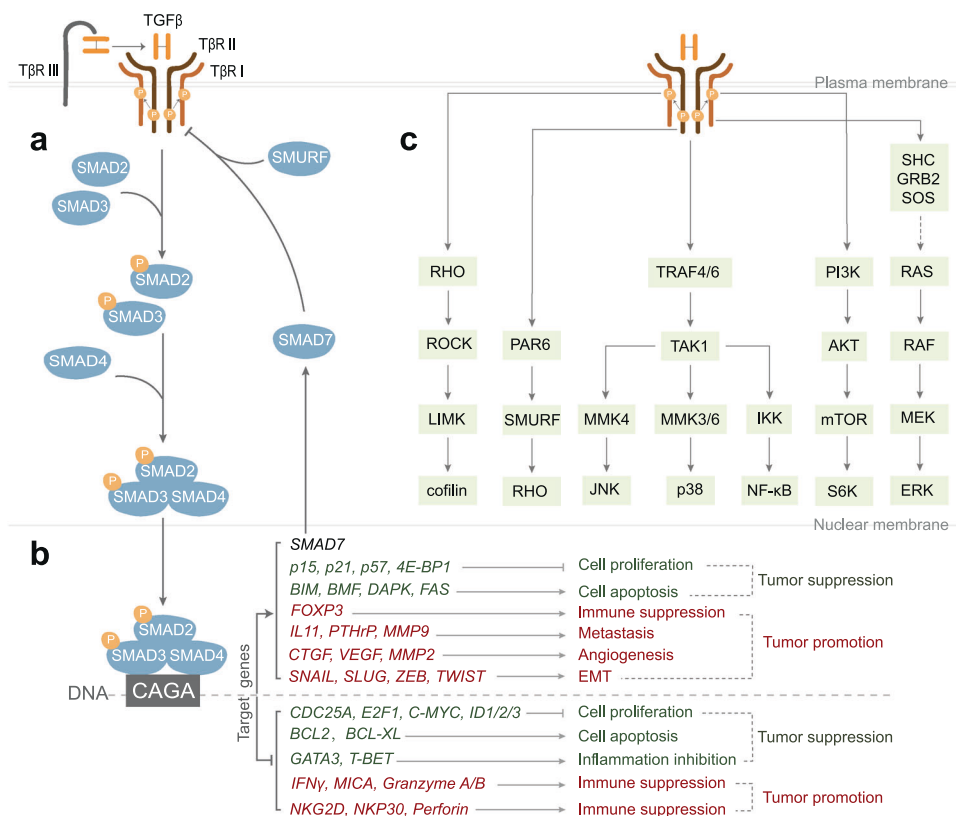 TGFβ
TβR II
TβR III
TβR I
P
P
P
P
P
P
P
P
Plasma membrane
a
SMAD2
SMAD3
SMURF
P
SMAD2
P
SMAD3
SMAD4
SMAD7
P
SMAD2
P
SMAD3
SMAD4
c
SHC
GRB2
SOS
RHO
TRAF4/6
PI3K
RAS
ROCK
PAR6
TAK1
AKT
RAF
LIMK
SMURF
MMK4
MMK3/6
IKK
mTOR
MEK
cofilin
RHO
JNK
p38
NF-κB
S6K
ERK
Nuclear membrane
b
P
SMAD2
P
SMAD3
SMAD4
DNA
CAGA
Target genes
SMAD7
p15, p21, p57, 4E-BP1
Cell proliferation
BIM, BMF, DAPK, FAS
Cell apoptosis
Tumor suppression
FOXP3
Immune suppression
IL11, PTHrP, MMP9
Metastasis
CTGF, VEGF, MMP2
Angiogenesis
SNAIL, SLUG, ZEB, TWIST
EMT
Tumor promotion
CDC25A, E2F1, C-MYC, ID1/2/3
Cell proliferation
BCL2, BCL-XL
Cell apoptosis
GATA3, T-BET
Inflammation inhibition
Tumor suppression
IFNγ, MICA, Granzyme A/B
Immune suppression
NKG2D, NKP30, Perforin
Immune suppression
Tumor promotion